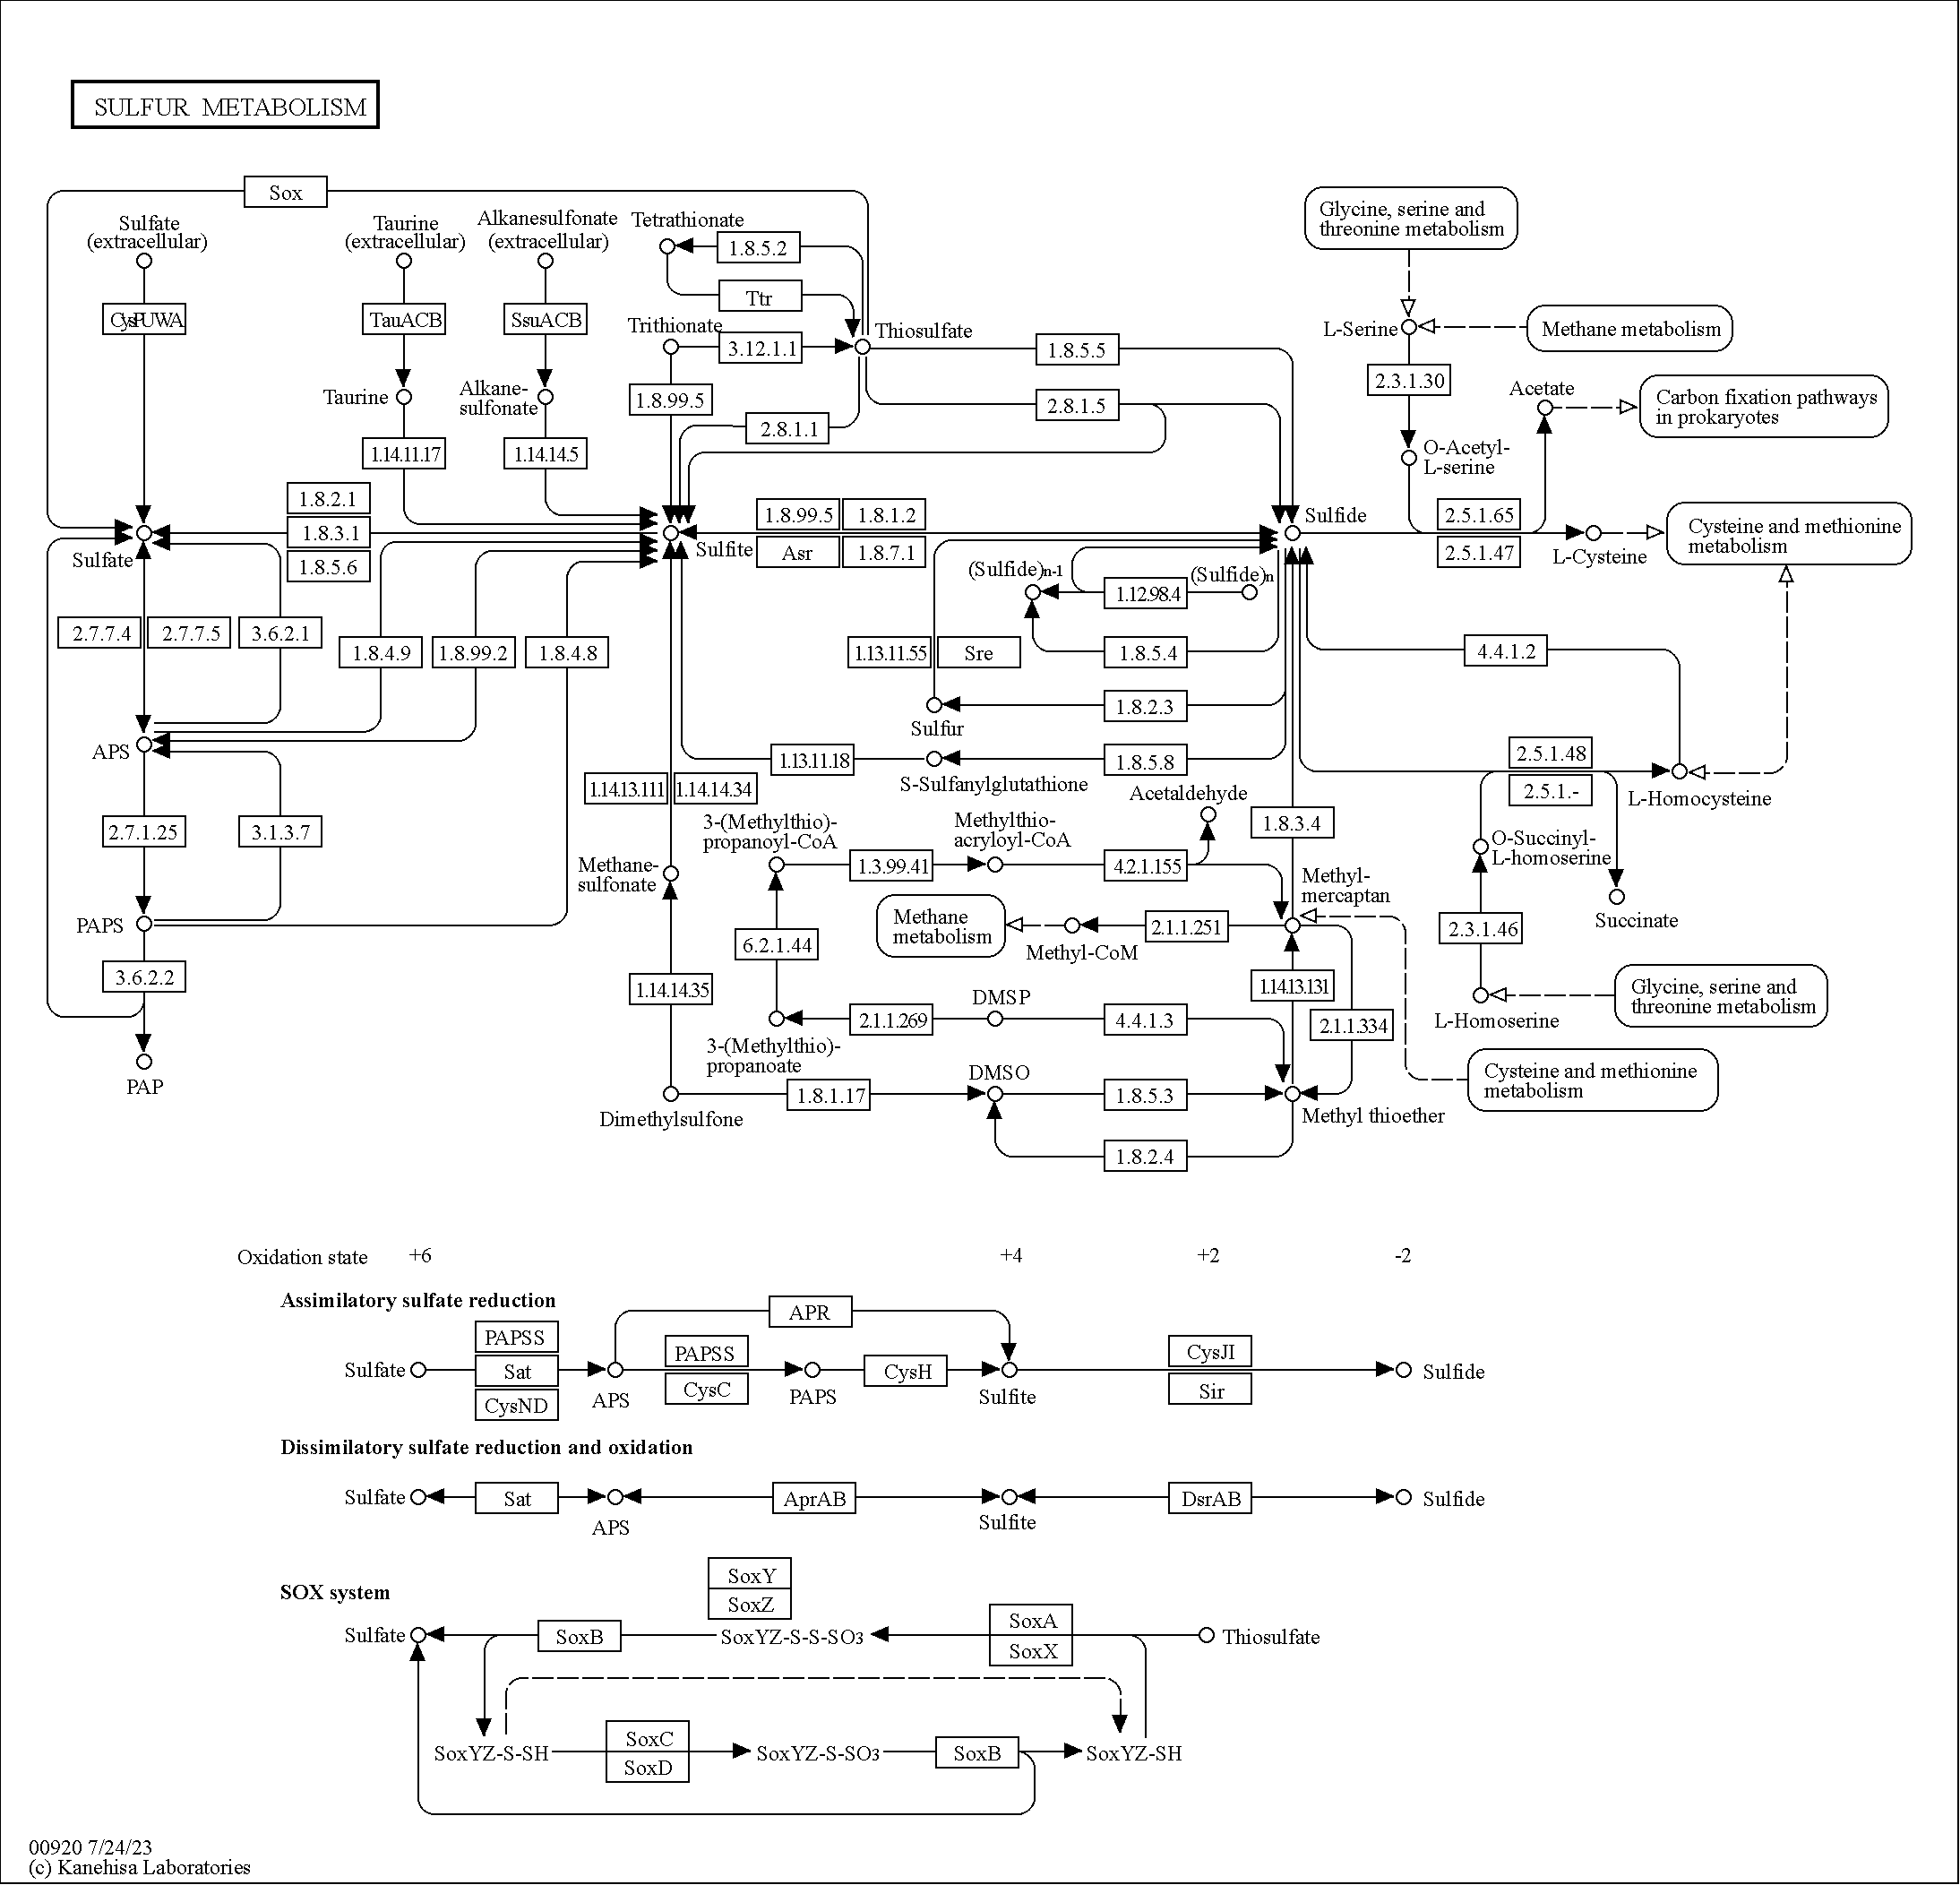 SULFUR METABOLISM
Sox
Sulfate
(extracellular)
Taurine
(extracellular)
Alkanesulfonate
(extracellular)
Tetrathionate
1.8.5.2
Ttr
Glycine, serine and
threonine metabolism
CysPUWA
TauACB
SsuACB
Trithionate
3.12.1.1
Thiosulfate
1.8.5.5
L-Serine
Methane metabolism
Taurine
Alkane-
sulfonate
1.8.99.5
2.8.1.1
2.8.1.5
2.3.1.30
Acetate
Carbon fixation pathways
in prokaryotes
1.14.11.17
1.14.14.5
O-Acetyl-
L-serine
1.8.2.1
1.8.3.1
1.8.5.6
Sulfate
Sulfite
1.8.99.5
1.8.1.2
Asr
1.8.7.1
Sulfide
2.5.1.65
2.5.1.47
L-Cysteine
Cysteine and methionine
metabolism
(Sulfide)n-1
1.12.98.4
(Sulfide)n
2.7.7.4
2.7.7.5
3.6.2.1
1.8.4.9
1.8.99.2
1.8.4.8
1.13.11.55
Sre
1.8.5.4
4.4.1.2
Sulfur
1.8.2.3
APS
1.13.11.18
S-Sulfanylglutathione
1.8.5.8
2.5.1.48
2.5.1.-
L-Homocysteine
1.14.13.111
1.14.14.34
Acetaldehyde
2.7.1.25
3.1.3.7
3-(Methylthio)-
propanoyl-CoA
Methylthio-
acryloyl-CoA
1.8.3.4
O-Succinyl-
L-homoserine
Methane-
sulfonate
1.3.99.41
4.2.1.155
Methyl-
mercaptan
Succinate
PAPS
Methane
metabolism
Methyl-CoM
2.1.1.251
2.3.1.46
6.2.1.44
3.6.2.2
1.14.14.35
DMSP
1.14.13.131
L-Homoserine
Glycine, serine and
threonine metabolism
2.1.1.269
4.4.1.3
2.1.1.334
3-(Methylthio)-
propanoate
PAP
DMSO
Cysteine and methionine
metabolism
Dimethylsulfone
1.8.1.17
1.8.5.3
Methyl thioether
1.8.2.4
Oxidation state +6 +4 +2 -2
Assimilatory sulfate reduction
APR
PAPSS
Sat
CysND
PAPSS
CysC
CysH
CysJI
Sir
Sulfate
APS
PAPS
Sulfite
Sulfide
Dissimilatory sulfate reduction and oxidation
Sulfate
Sat
APS
AprAB
Sulfite
DsrAB
Sulfide
SOX system
SoxY
SoxZ
Sulfate
SoxB
SoxYZ-S-S-SO3
SoxA
SoxX
Thiosulfate
SoxYZ-S-SH
SoxC
SoxD
SoxYZ-S-SO3
SoxB
SoxYZ-SH
00920 7/24/23
(c) Kanehisa Laboratories